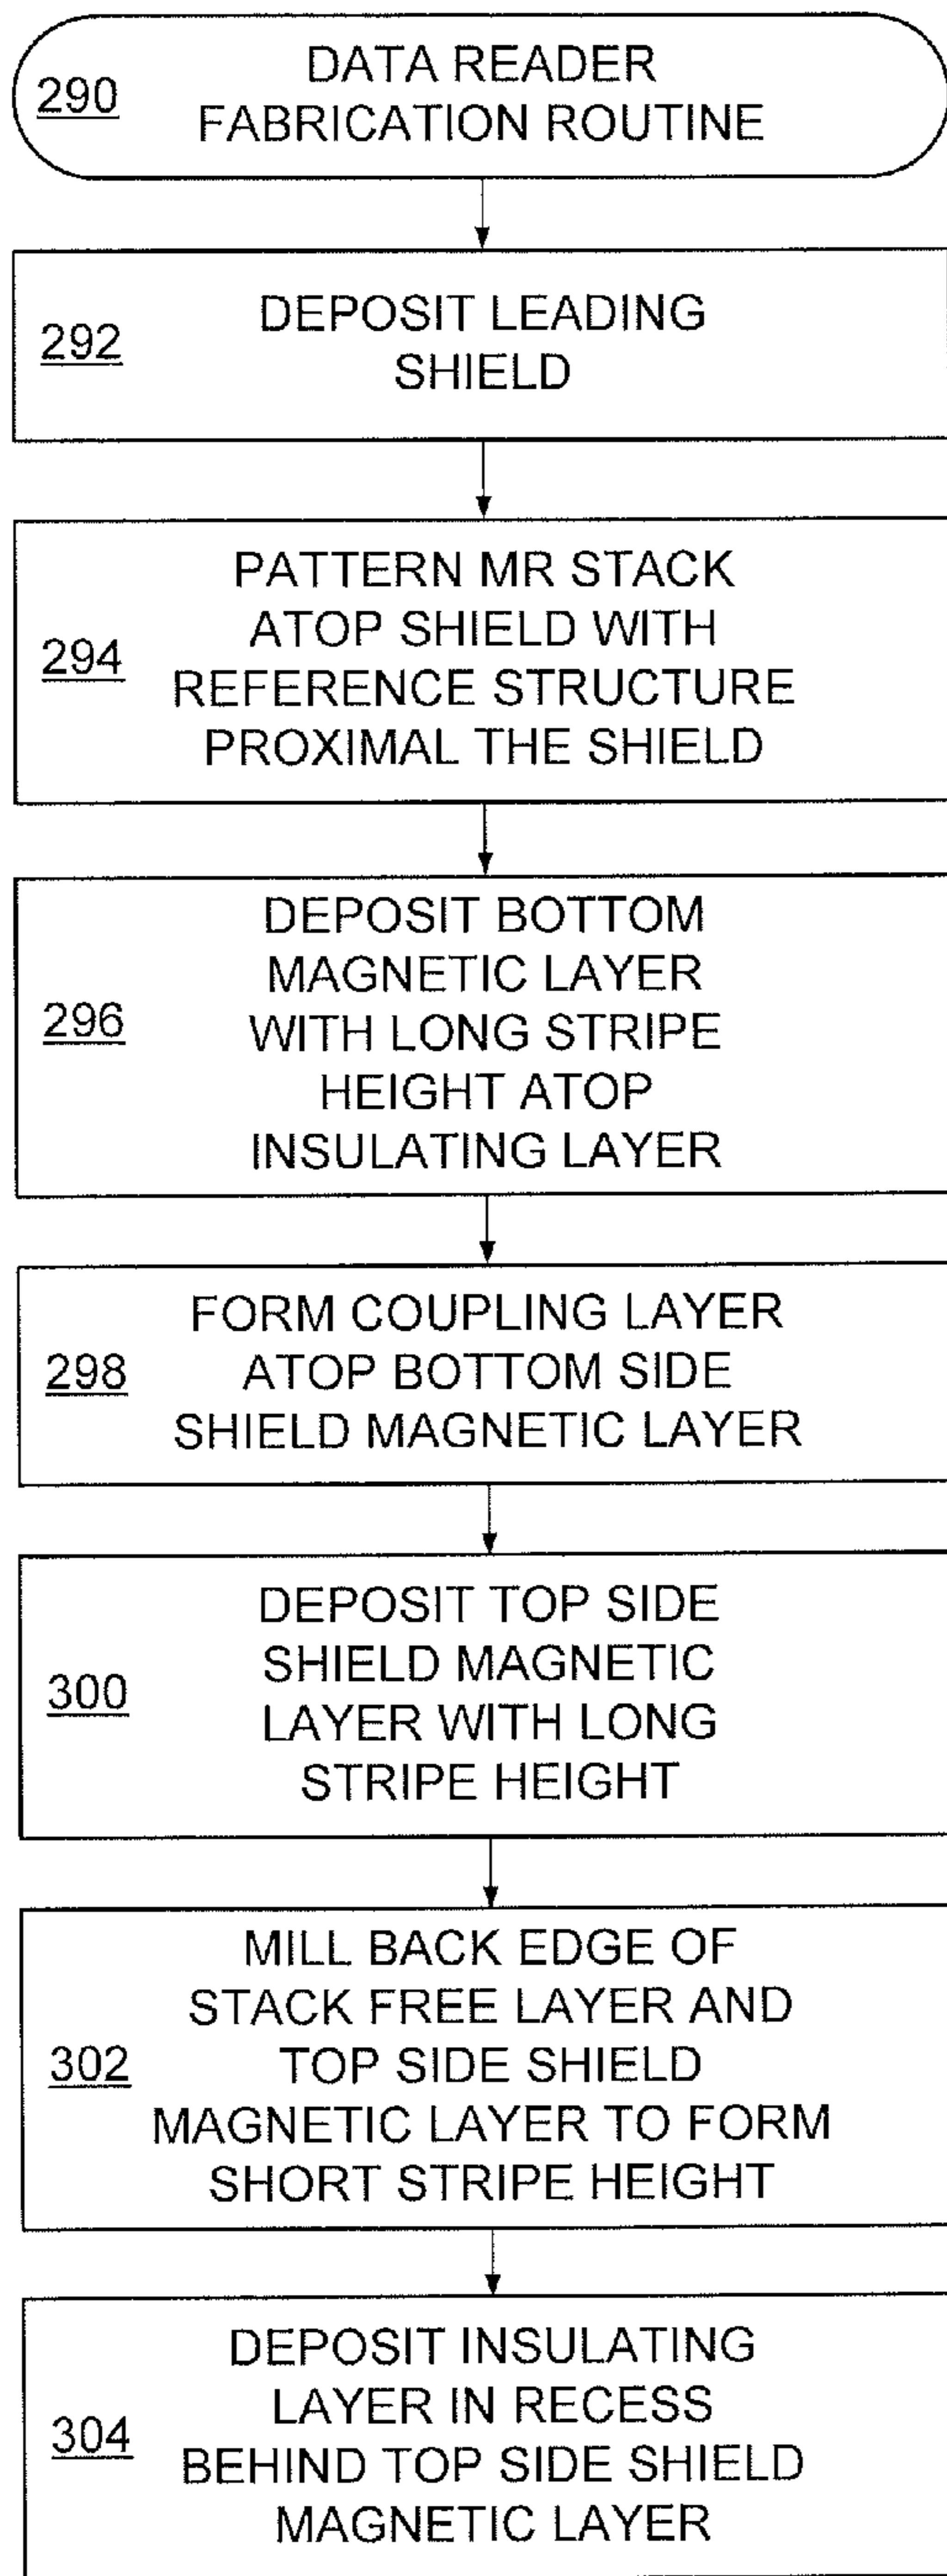 290
DATA READER
FABRICATION ROUTINE
292
DEPOSIT LEADING
SHIELD
294
PATTERN MR STACK
ATOP SHIELD WITH
REFERENCE STRUCTURE
PROXIMAL THE SHIELD
296
DEPOSIT BOTTOM
MAGNETIC LAYER
WITH LONG STRIPE
HEIGHT ATOP
INSULATING LAYER
298
FORM COUPLING LAYER
ATOP BOTTOM SIDE
SHIELD MAGNETIC LAYER
300
DEPOSIT TOP SIDE
SHIELD MAGNETIC
LAYER WITH LONG
STRIPE HEIGHT
302
MILL BACK EDGE OF
STACK FREE LAYER AND
TOP SIDE SHIELD
MAGNETIC LAYER TO FORM
SHORT STRIPE HEIGHT
304
DEPOSIT INSULATING
LAYER IN RECESS
BEHIND TOP SIDE SHIELD
MAGNETIC LAYER